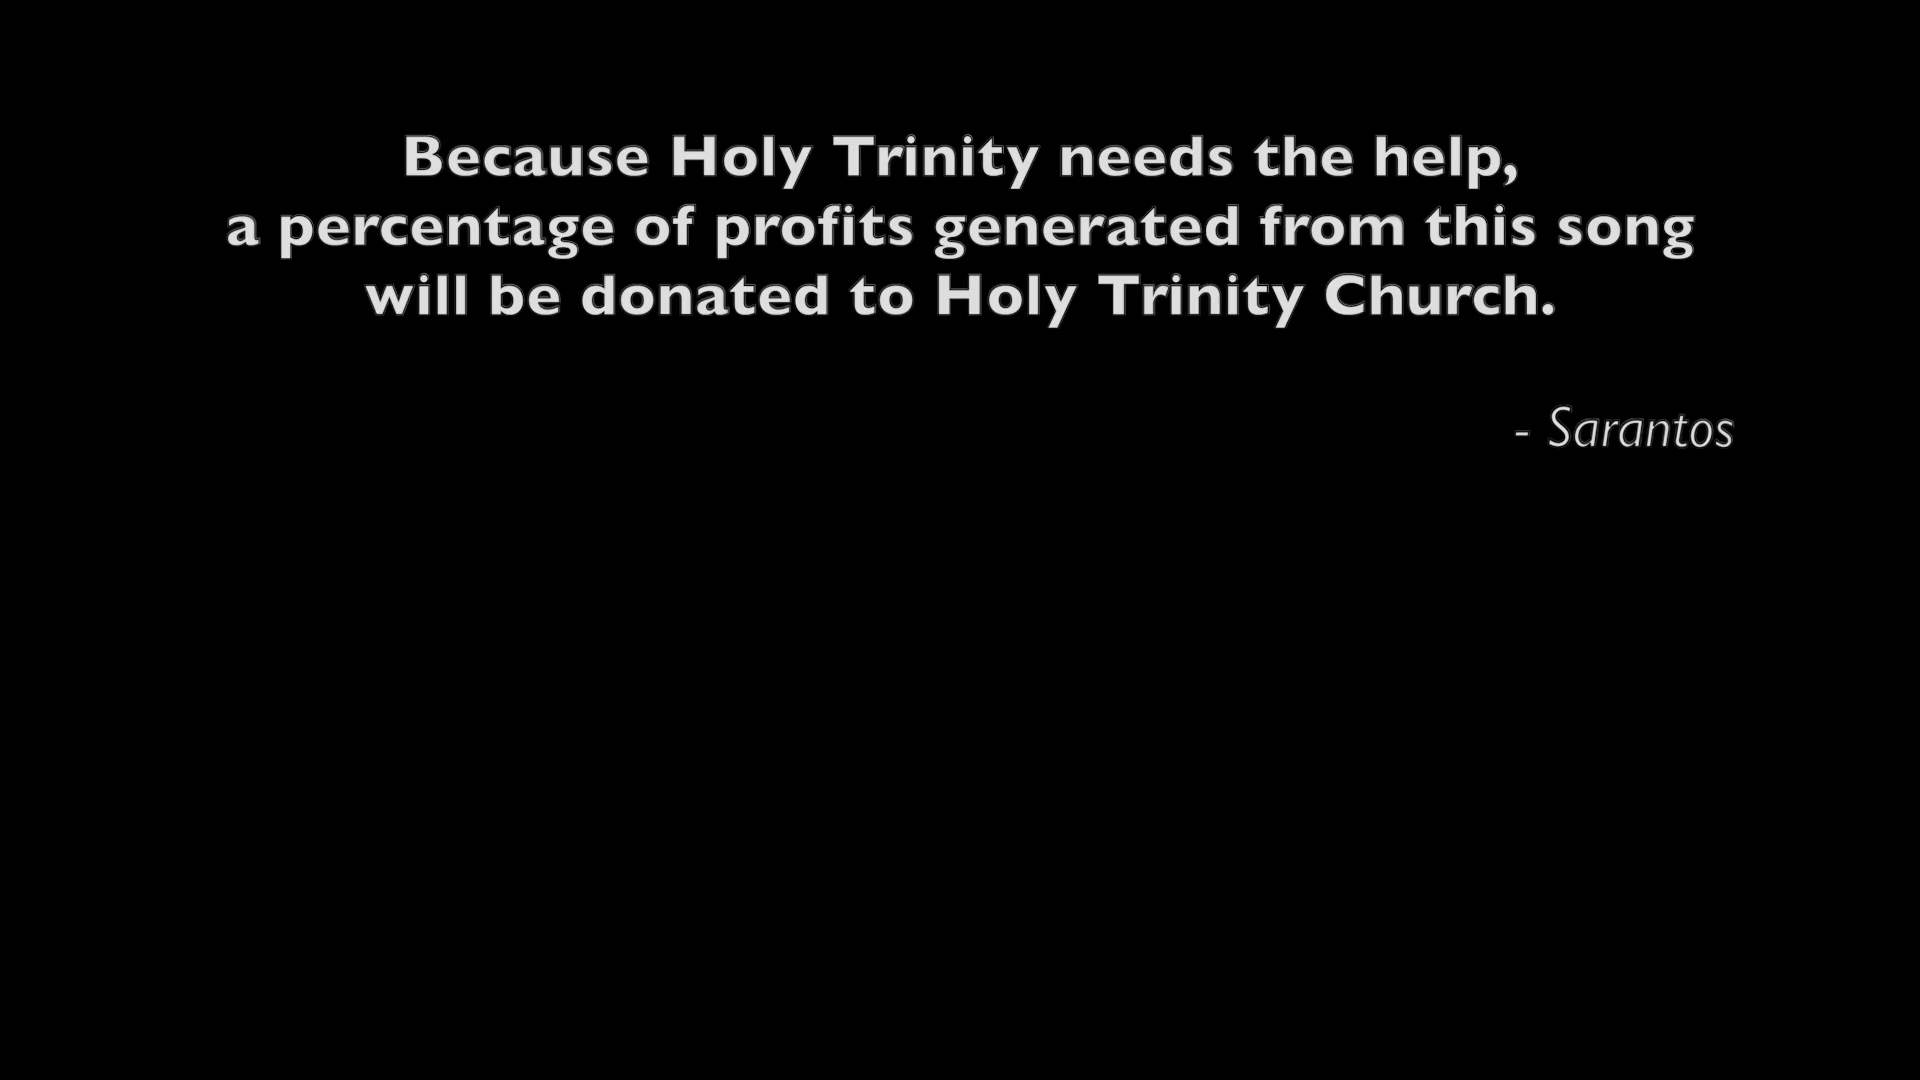 Because Holy Trinity needs the help,
a percentage of profits generated from this song
will be donated to Holy Trinity Church.
- Sarantos